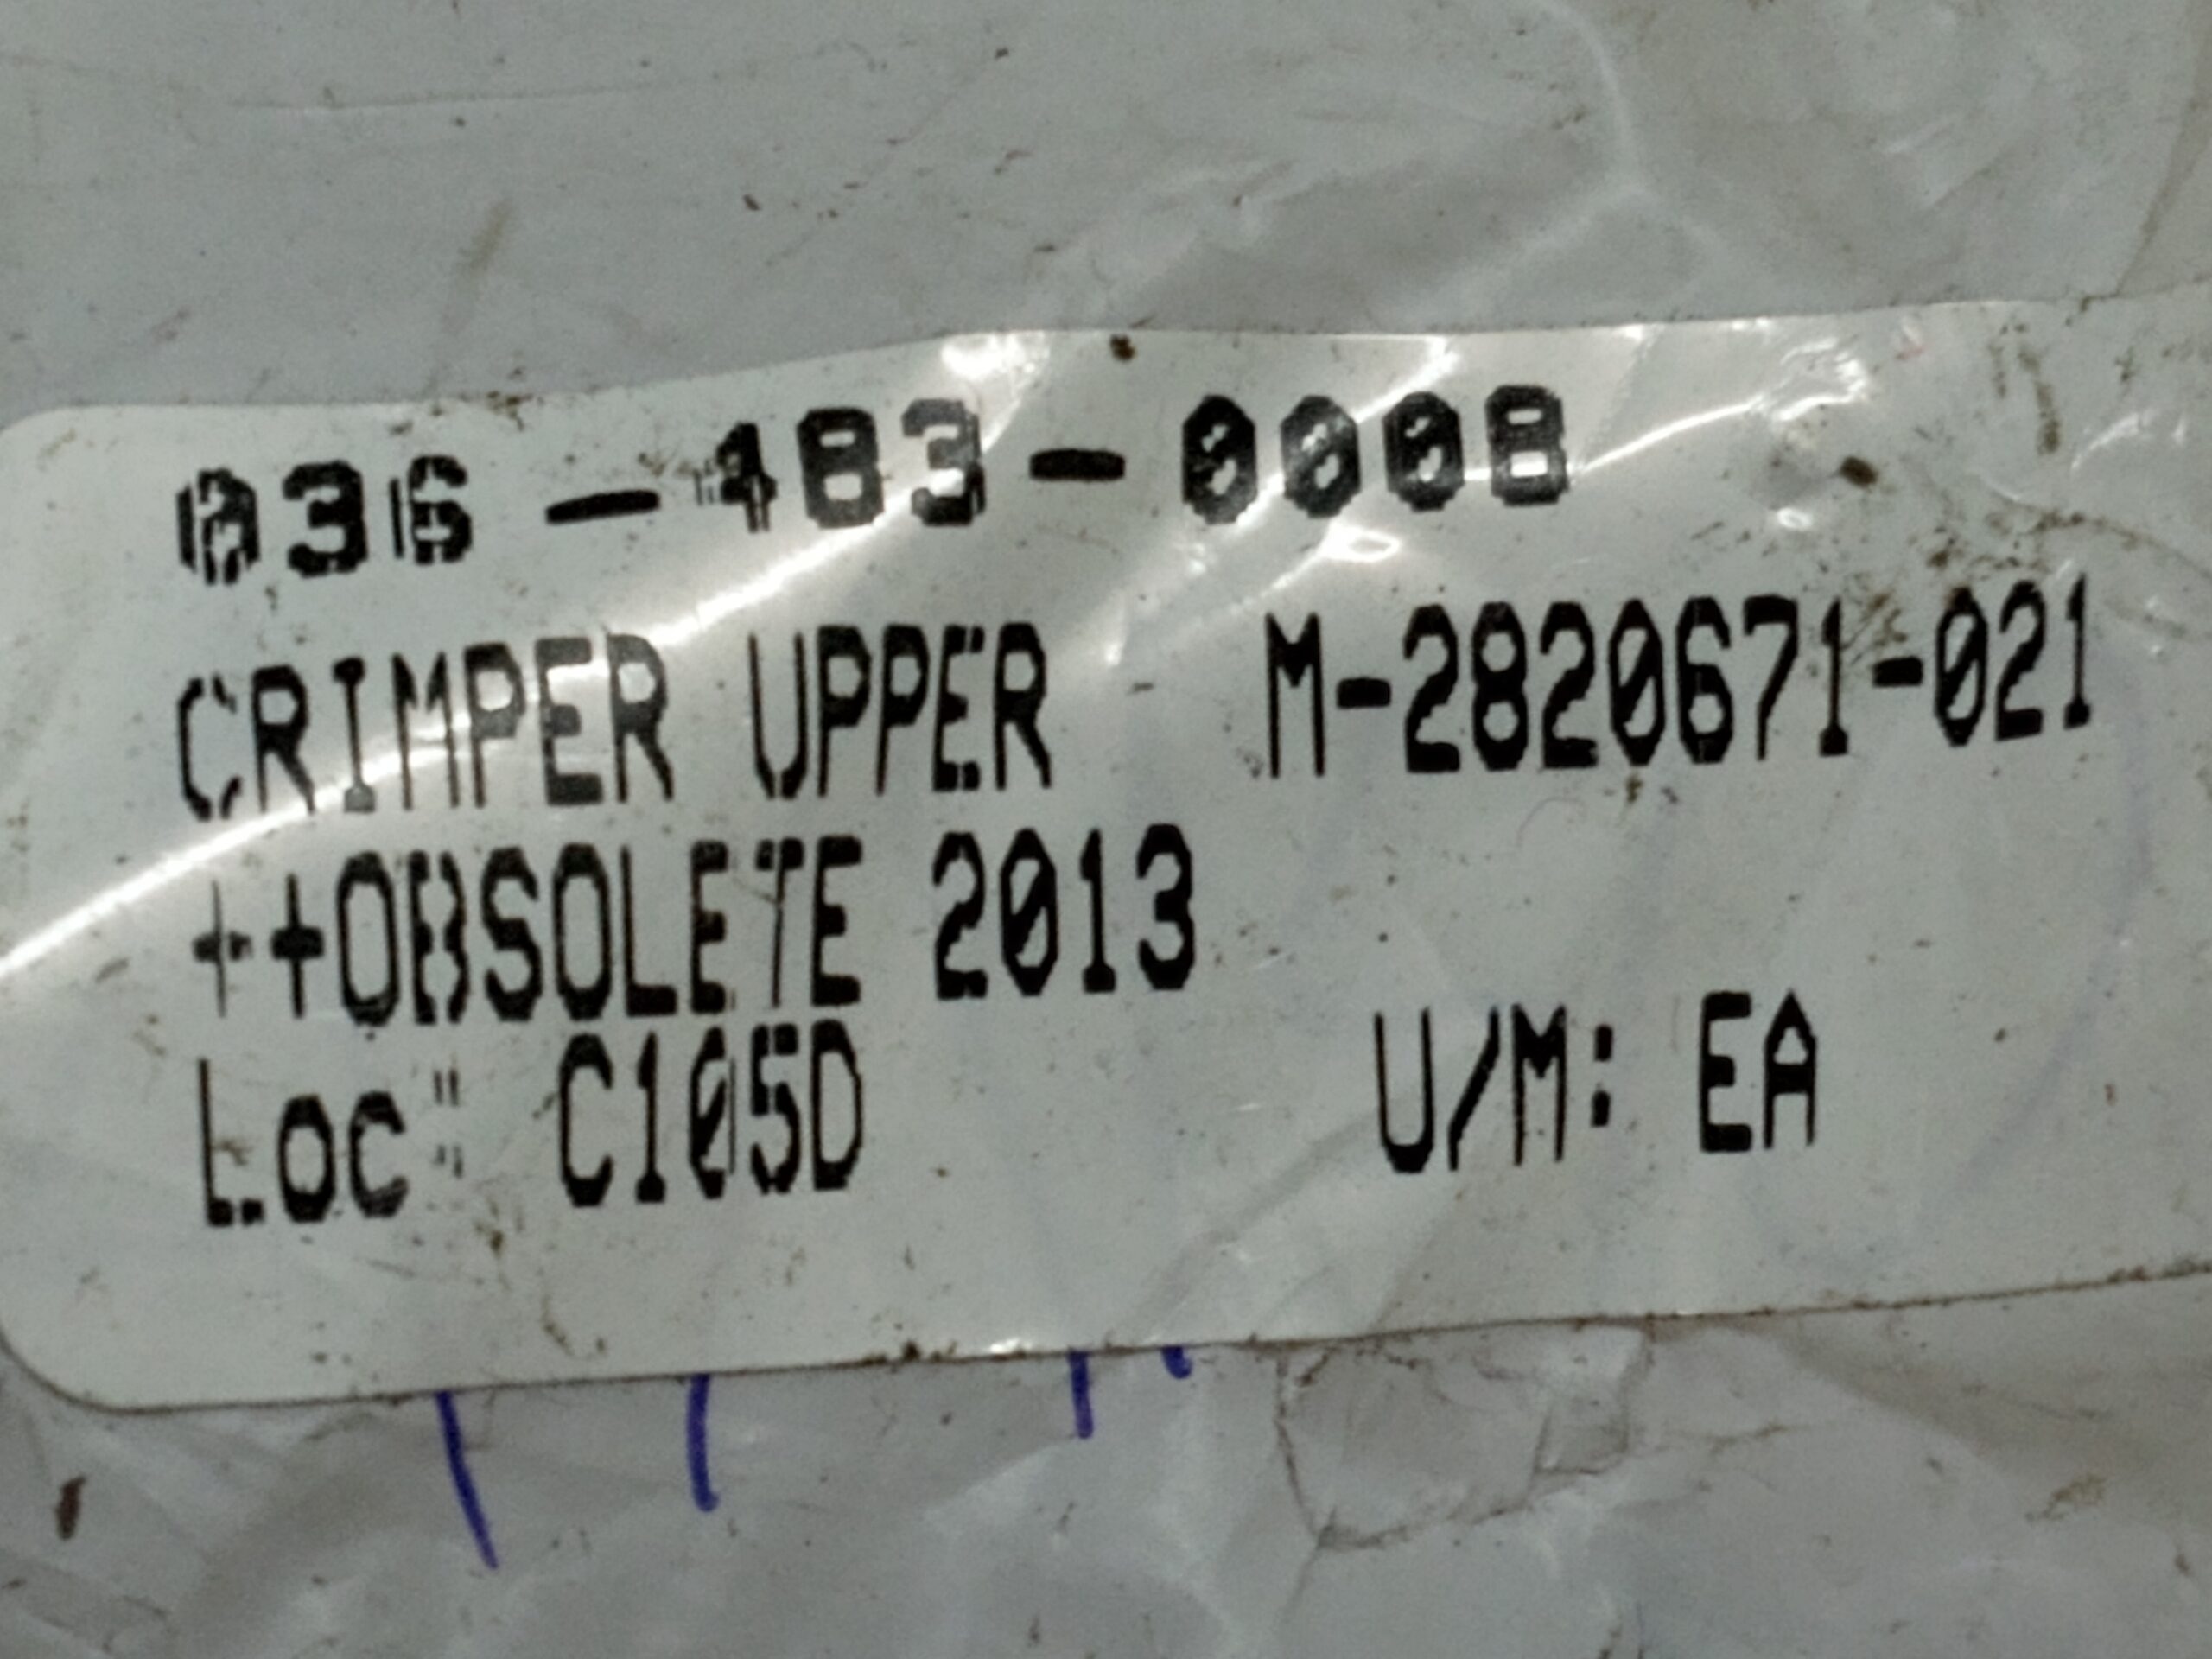 036-483-0008
CRIMPER UPPER M-2820671-021
++OBSOLETE 2013
Loc: C105D U/M: EA